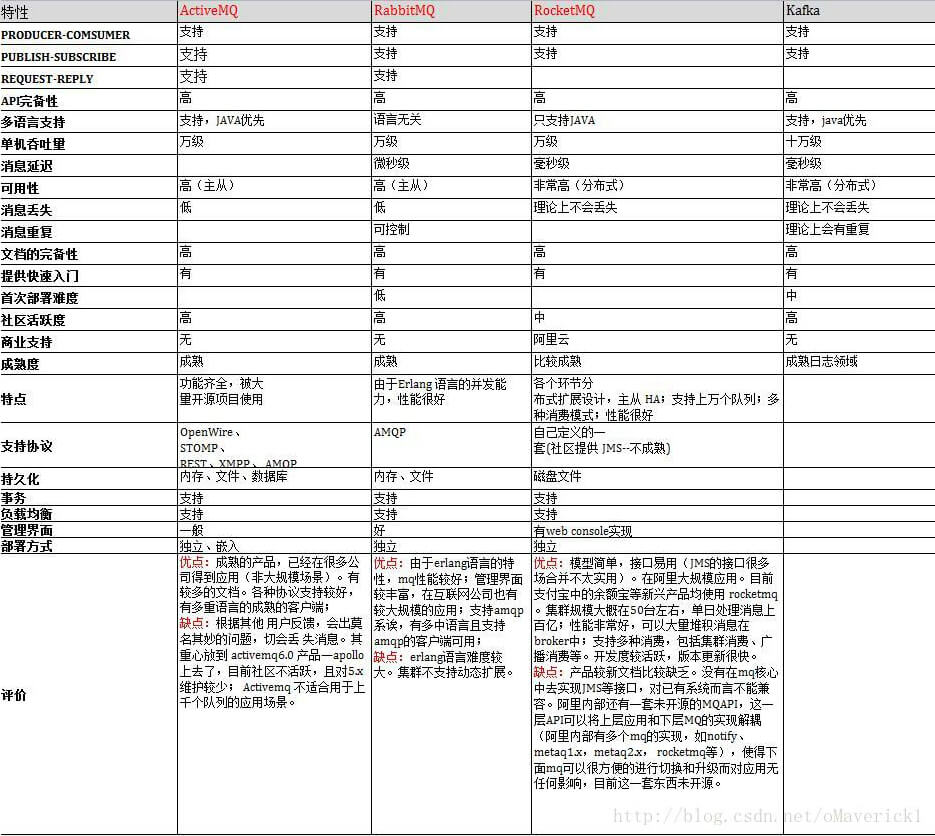 特性 ActiveMQ RabbitMQ RocketMQ Kafka
PRODUCER-COMSUMER 支持 支持 支持 支持
PUBLISH-SUBSCRIBE 支持 支持 支持 支持
REQUEST-REPLY 支持 支持
API完备性 高 高 高 高
多语言支持 支持，JAVA优先 语言无关 只支持JAVA 支持，java优先
单机吞吐量 万级 万级 万级 十万级
消息延迟 微秒级 毫秒级 毫秒级
可用性 高（主从） 高（主从） 非常高（分布式） 非常高（分布式）
消息丢失 低 低 理论上不会丢失 理论上不会丢失
消息重复 可控制 理论上会有重复
文档的完备性 高 高 高 高
提供快速入门 有 有 有 有
首次部署难度 低 中
社区活跃度 高 高 中 高
商业支持 无 无 阿里云 无
成熟度 成熟 成熟 比较成熟 成熟日志领域
特点
功能齐全，被大
量开源项目使用
由于Erlang 语言的并发能
力，性能很好
各个环节分
布式扩展设计，主从 HA；支持上万个队列；多
种消费模式；性能很好
支持协议
OpenWire、
STOMP、
REST、XMPP、 AMQP
AMQP
自己定义的一
套(社区提供 JMS--不成熟)
持久化 内存、文件、数据库 内存、文件 磁盘文件
事务 支持 支持 支持
负载均衡 支持 支持 支持
管理界面 一般 好 有web console实现
部署方式 独立、嵌入 独立 独立
评价
优点：成熟的产品，已经在很多公
司得到应用（非大规模场景）。有
较多的文档。各种协议支持较好，
有多重语言的成熟的客户端；
缺点：根据其他 用户反馈，会出莫
名其妙的问题，切会丢 失消息。其
重心放到 activemq6.0 产品—apollo
上去了，目前社区不活跃，且对5.x
维护较少； Activemq 不适合用于上
千个队列的应用场景。
优点：由于erlang语言的特
性，mq性能较好；管理界面
较丰富，在互联网公司也有
较大规模的应用；支持amqp
系诶，有多中语言且支持
amqp的客户端可用；
缺点：erlang语言难度较
大。集群不支持动态扩展。
优点：模型简单，接口易用（JMS的接口很多
场合并不太实用）。在阿里大规模应用。目前
支付宝中的余额宝等新兴产品均使用 rocketmq
。集群规模大概在50台左右，单日处理消息上
百亿；性能非常好，可以大量堆积消息在
broker中；支持多种消费，包括集群消费、广
播消费等。开发度较活跃，版本更新很快。
缺点：产品较新文档比较缺乏。没有在mq核心
中去实现JMS等接口，对已有系统而言不能兼
容。阿里内部还有一套未开源的MQAPI，这一
层API可以将上层应用和下层MQ的实现解耦
（阿里内部有多个mq的实现，如notify、
metaq1.x，metaq2.x， rocketmq等），使得下
面mq可以很方便的进行切换和升级而对应用无
任何影响，目前这一套东西未开源。
http://blog.csdn.net/oMaverick1